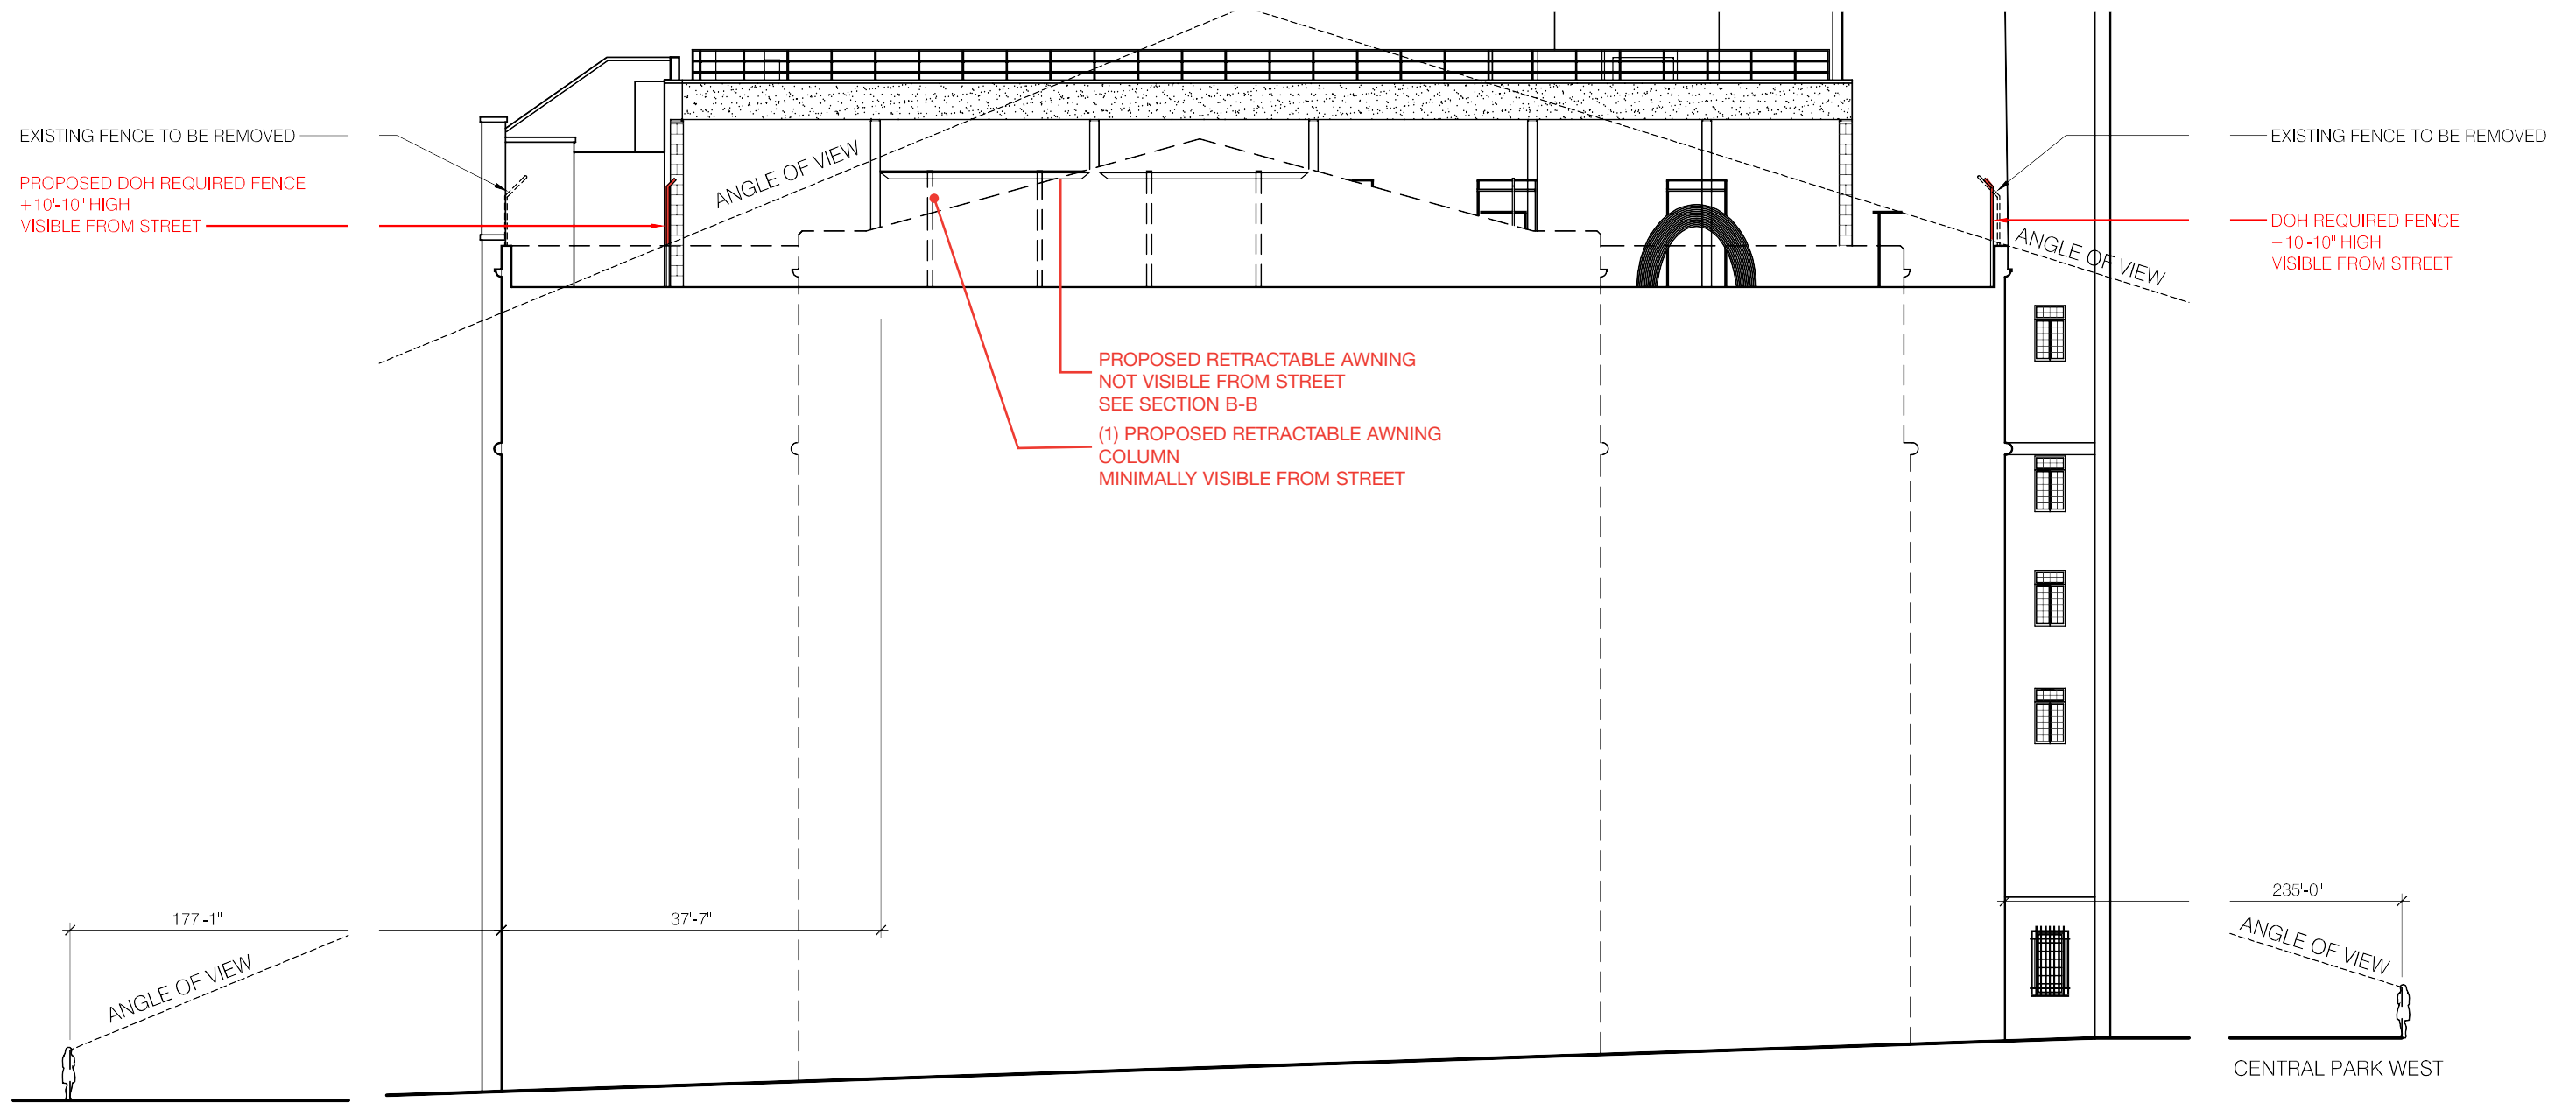 EXISTING FENCE TO BE REMOVED
PROPOSED DOH REQUIRED FENCE
+10'-10" HIGH
VISIBLE FROM STREET
ANGLE OF VIEW
EXISTING FENCE TO BE REMOVED
DOH REQUIRED FENCE
+10'-10" HIGH
VISIBLE FROM STREET
ANGLE OF VIEW
PROPOSED RETRACTABLE AWNING
NOT VISIBLE FROM STREET
SEE SECTION B-B
(1) PROPOSED RETRACTABLE AWNING
COLUMN
MINIMALLY VISIBLE FROM STREET
177'-1"
37'-7"
235'-0"
ANGLE OF VIEW
ANGLE OF VIEW
CENTRAL PARK WEST